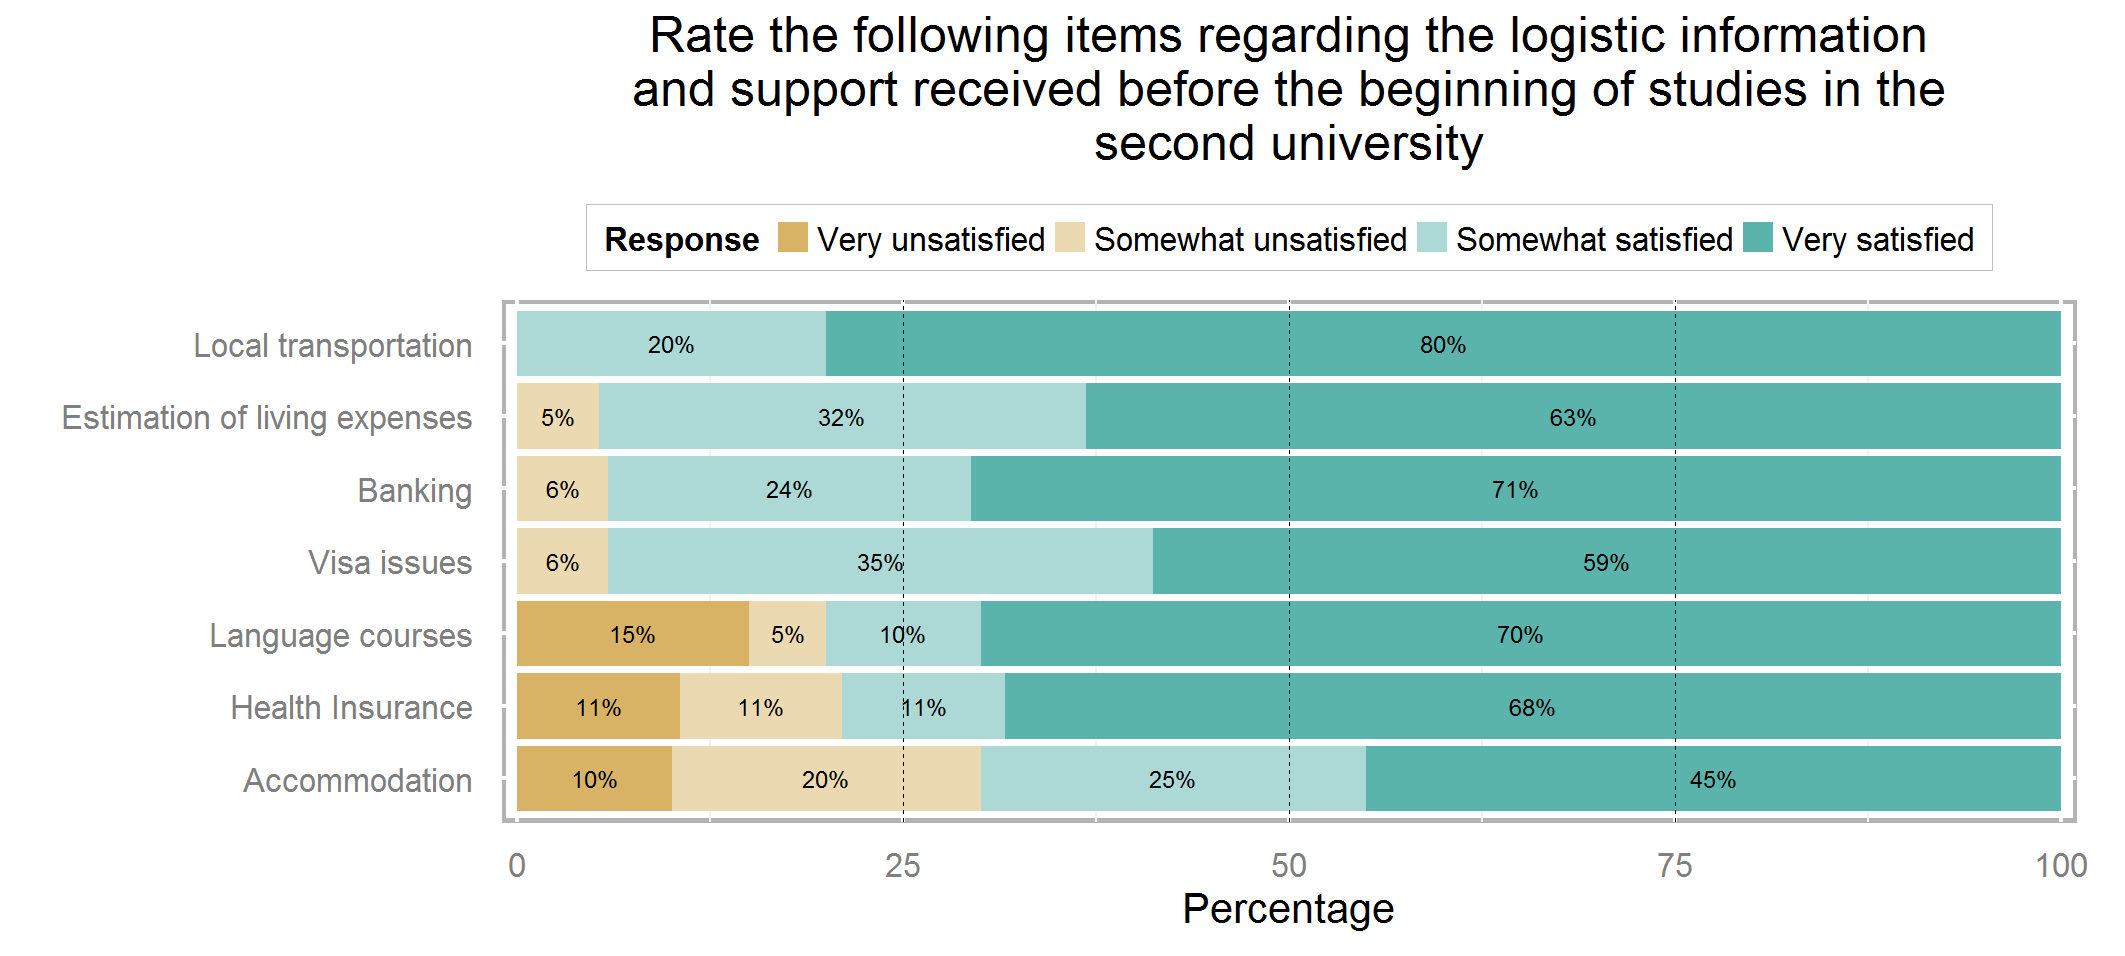 Rate the following items regarding the logistic information
and support received before the beginning of studies in the
second university
Response Very unsatisfied Somewhat unsatisfied Somewhat satisfied Very satisfied
Local transportation 20% 80%
Estimation of living expenses 5% 32% 63%
Banking 6% 24% 71%
Visa issues 6% 35% 59%
Language courses 15% 5% 10% 70%
Health Insurance 11% 11% 11% 68%
Accommodation 10% 20% 25% 45%
0 25 50 75 100
Percentage